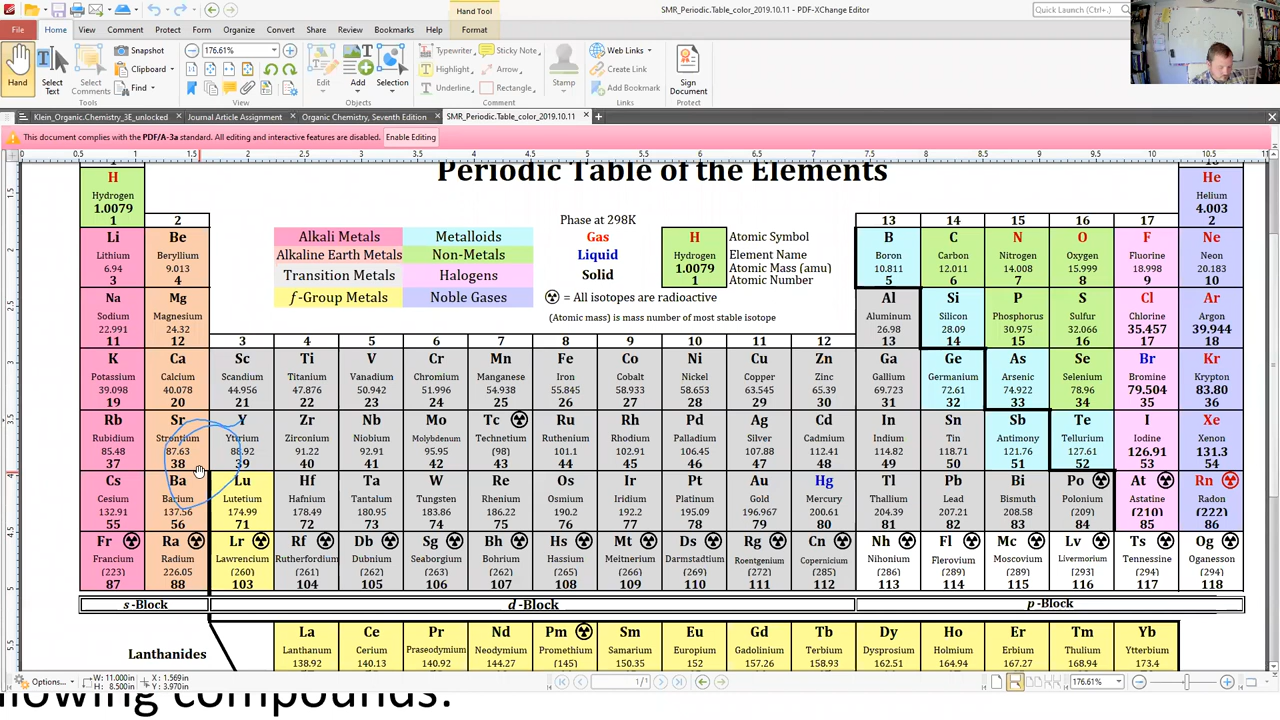 Hand Tool
SMR_Periodic.Table_color_2019.10.11 - PDF-XChange Editor
Quick Launch (Ctrl+.)
File Home View Comment Protect Form Organize Convert Share Review Bookmarks Help Format
Hand
Select Text
Select Comments
Snapshot
Clipboard
Find
Tools
176.61%
View
Edit
Add
Selection
Objects
Typewriter
Sticky Note
Highlight
Arrow
Underline
Rectangle
Stamp
Comment
Web Links
Create Link
Add Bookmark
Links
Sign Document
Protect
Klein_Organic.Chemistry_3E_unlocked
Journal Article Assignment
Organic Chemistry, Seventh Edition
SMR_Periodic.Table_color_2019.10.11
This document complies with the PDF/A-3a standard. All editing and interactive features are disabled. Enable Editing
Periodic Table of the Elements
H He
Hydrogen Helium
1.0079 4.003
1 2 2
13 14 15 16 17
Alkali Metals Metalloids
Alkaline Earth Metals Non-Metals
Transition Metals Halogens
f-Group Metals Noble Gases
Phase at 298K
Gas
Liquid
Solid
H
Hydrogen
1.0079
1
Atomic Symbol
Element Name
Atomic Mass (amu)
Atomic Number
= All isotopes are radioactive
(Atomic mass) is mass number of most stable isotope
Li Be B C N O F Ne
Lithium Beryllium Boron Carbon Nitrogen Oxygen Fluorine Neon
6.94 9.013 10.811 12.011 14.008 15.999 18.998 20.183
3 4 5 6 7 8 9 10
Na Mg Al Si P S Cl Ar
Sodium Magnesium Aluminum Silicon Phosphorus Sulfur Chlorine Argon
22.991 24.32 26.98 28.09 30.975 32.066 35.457 39.944
11 12 13 14 15 16 17 18
3 4 5 6 7 8 9 10 11 12
K Ca Sc Ti V Cr Mn Fe Co Ni Cu Zn Ga Ge As Se Br Kr
Potassium Calcium Scandium Titanium Vanadium Chromium Manganese Iron Cobalt Nickel Copper Zinc Gallium Germanium Arsenic Selenium Bromine Krypton
39.098 40.078 44.956 47.876 50.942 51.996 54.938 55.845 58.933 58.653 63.545 65.39 69.723 72.61 74.922 78.96 79.504 83.80
19 20 21 22 23 24 25 26 27 28 29 30 31 32 33 34 35 36
Rb Sr Y Zr Nb Mo Tc Ru Rh Pd Ag Cd In Sn Sb Te I Xe
Rubidium Strontium Yttrium Zirconium Niobium Molybdenum Technetium Ruthenium Rhodium Palladium Silver Cadmium Indium Tin Antimony Tellurium Iodine Xenon
85.48 87.63 88.92 91.22 92.91 95.95 (98) 101.1 102.91 106.45 107.88 112.41 114.82 118.71 121.76 127.61 126.91 131.3
37 38 39 40 41 42 43 44 45 46 47 48 49 50 51 52 53 54
Cs Ba Lu Hf Ta W Re Os Ir Pt Au Hg Tl Pb Bi Po At Rn
Cesium Barium Lutetium Hafnium Tantalum Tungsten Rhenium Osmium Iridium Platinum Gold Mercury Thallium Lead Bismuth Polonium Astatine Radon
132.91 137.56 174.99 178.49 180.95 183.86 186.22 190.2 192.2 195.09 196.967 200.61 204.39 207.21 208.58 (209) (210) (222)
55 56 71 72 73 74 75 76 77 78 79 80 81 82 83 84 85 86
Fr Ra Lr Rf Db Sg Bh Hs Mt Ds Rg Cn Nh Fl Mc Lv Ts Og
Francium Radium Lawrencium Rutherfordium Dubnium Seaborgium Bohrium Hassium Meitnerium Darmstadtium Roentgenium Copernicium Nihonium Flerovium Moscovium Livermorium Tennessine Oganesson
(223) 226.05 (260) (261) (262) (263) (262) (265) (266) (269) (272) (285) (286) (289) (289) (293) (294) (294)
87 88 103 104 105 106 107 108 109 110 111 112 113 114 115 116 117 118
s-Block d-Block p-Block
Lanthanides
La Ce Pr Nd Pm Sm Eu Gd Tb Dy Ho Er Tm Yb
Lanthanum Cerium Praseodymium Neodymium Promethium Samarium Europium Gadolinium Terbium Dysprosium Holmium Erbium Thulium Ytterbium
138.92 140.13 140.92 144.27 (145) 150.35 152 157.26 158.93 162.51 164.94 167.27 168.94 173.4
Options... W: 11.000in H: 8.500in X: 1.569in Y: 3.970in 1/1 176.61%
lowing compounds.